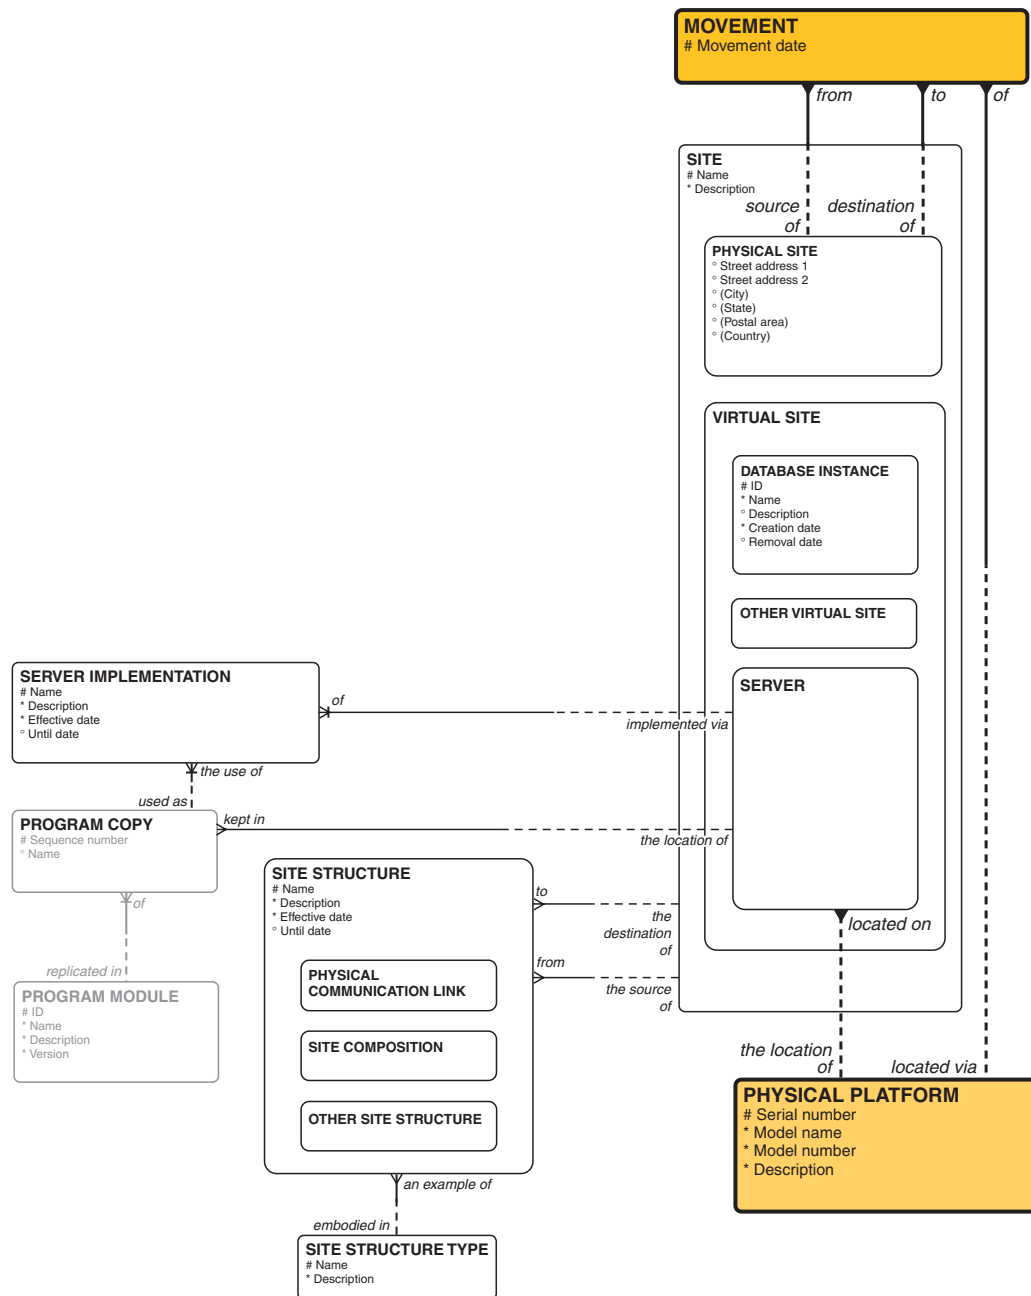 MOVEMENT
# Movement date
from
to
of
SITE
# Name
* Description
source
of
destination
of
PHYSICAL SITE
° Street address 1
° Street address 2
° (City)
° (State)
° (Postal area)
° (Country)
VIRTUAL SITE
DATABASE INSTANCE
# ID
* Name
° Description
* Creation date
° Removal date
OTHER VIRTUAL SITE
SERVER
SERVER IMPLEMENTATION
# Name
* Description
* Effective date
° Until date
of
implemented via
the use of
used as
PROGRAM COPY
# Sequence number
° Name
kept in
the location of
of
replicated in
PROGRAM MODULE
# ID
* Name
* Description
* Version
SITE STRUCTURE
# Name
* Description
* Effective date
° Until date
to
the
destination
of
from
the source
of
PHYSICAL
COMMUNICATION LINK
SITE COMPOSITION
OTHER SITE STRUCTURE
an example of
embodied in
SITE STRUCTURE TYPE
# Name
* Description
located on
the location
of
located via
PHYSICAL PLATFORM
# Serial number
* Model name
* Model number
* Description